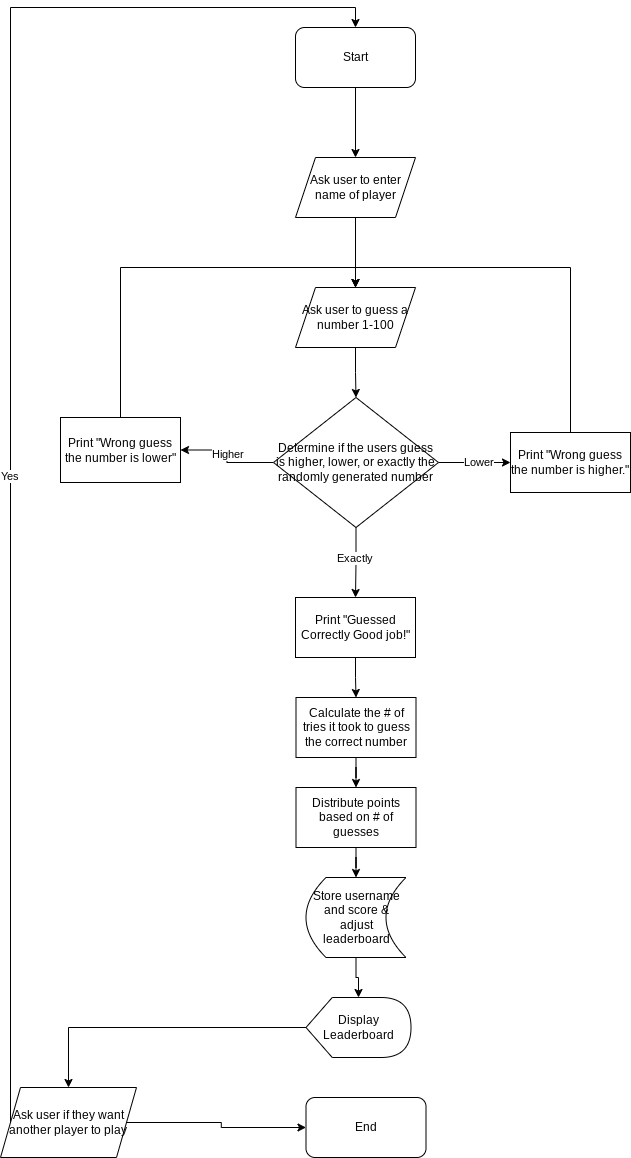 Start
Ask user to enter
name of player
Ask user to guess a
number 1-100
Print "Wrong guess
the number is lower"
Higher
Determine if the users guess
is higher, lower, or exactly the
randomly generated number
Lower
Print "Wrong guess
the number is higher."
Yes
Exactly
Print "Guessed
Correctly Good job!"
Calculate the # of
tries it took to guess
the correct number
Distribute points
based on # of
guesses
Store username
and score &
adjust
leaderboard
Display
Leaderboard
Ask user if they want
another player to play
End